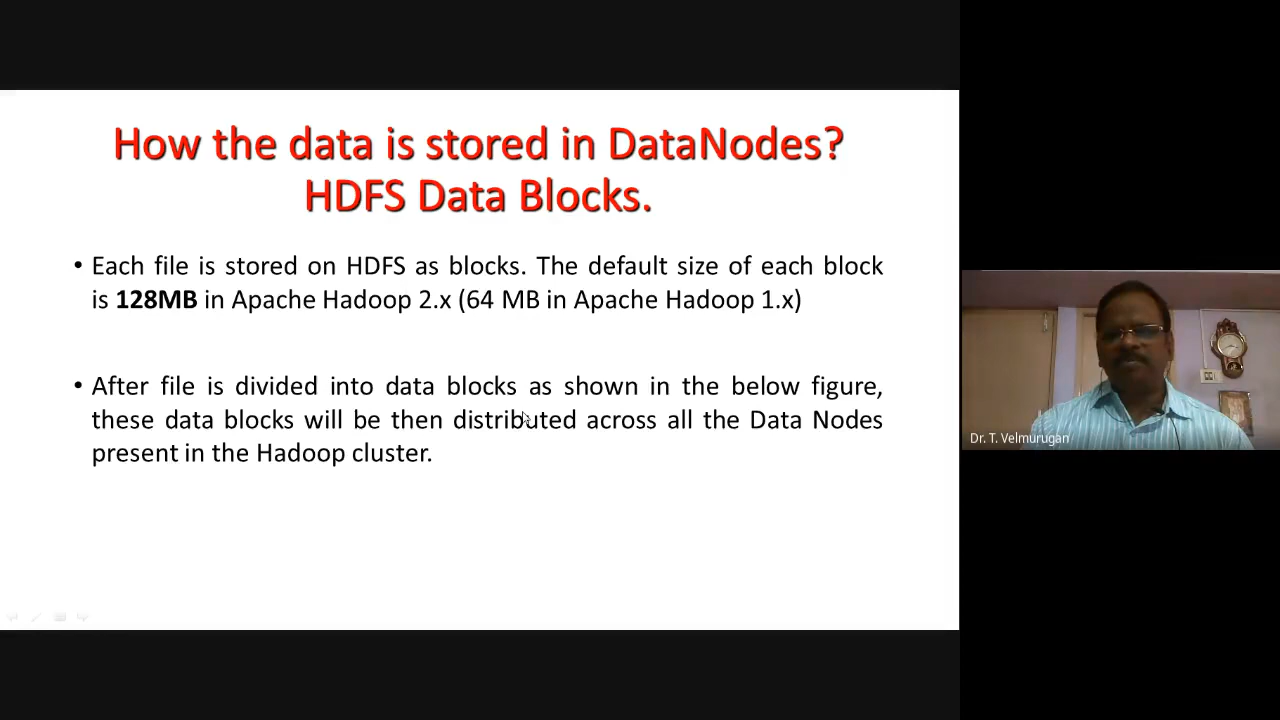 How the data is stored in DataNodes?
HDFS Data Blocks.
• Each file is stored on HDFS as blocks. The default size of each block
is 128MB in Apache Hadoop 2.x (64 MB in Apache Hadoop 1.x)
• After file is divided into data blocks as shown in the below figure,
these data blocks will be then distributed across all the Data Nodes
present in the Hadoop cluster.
Dr. T. Velmurugan